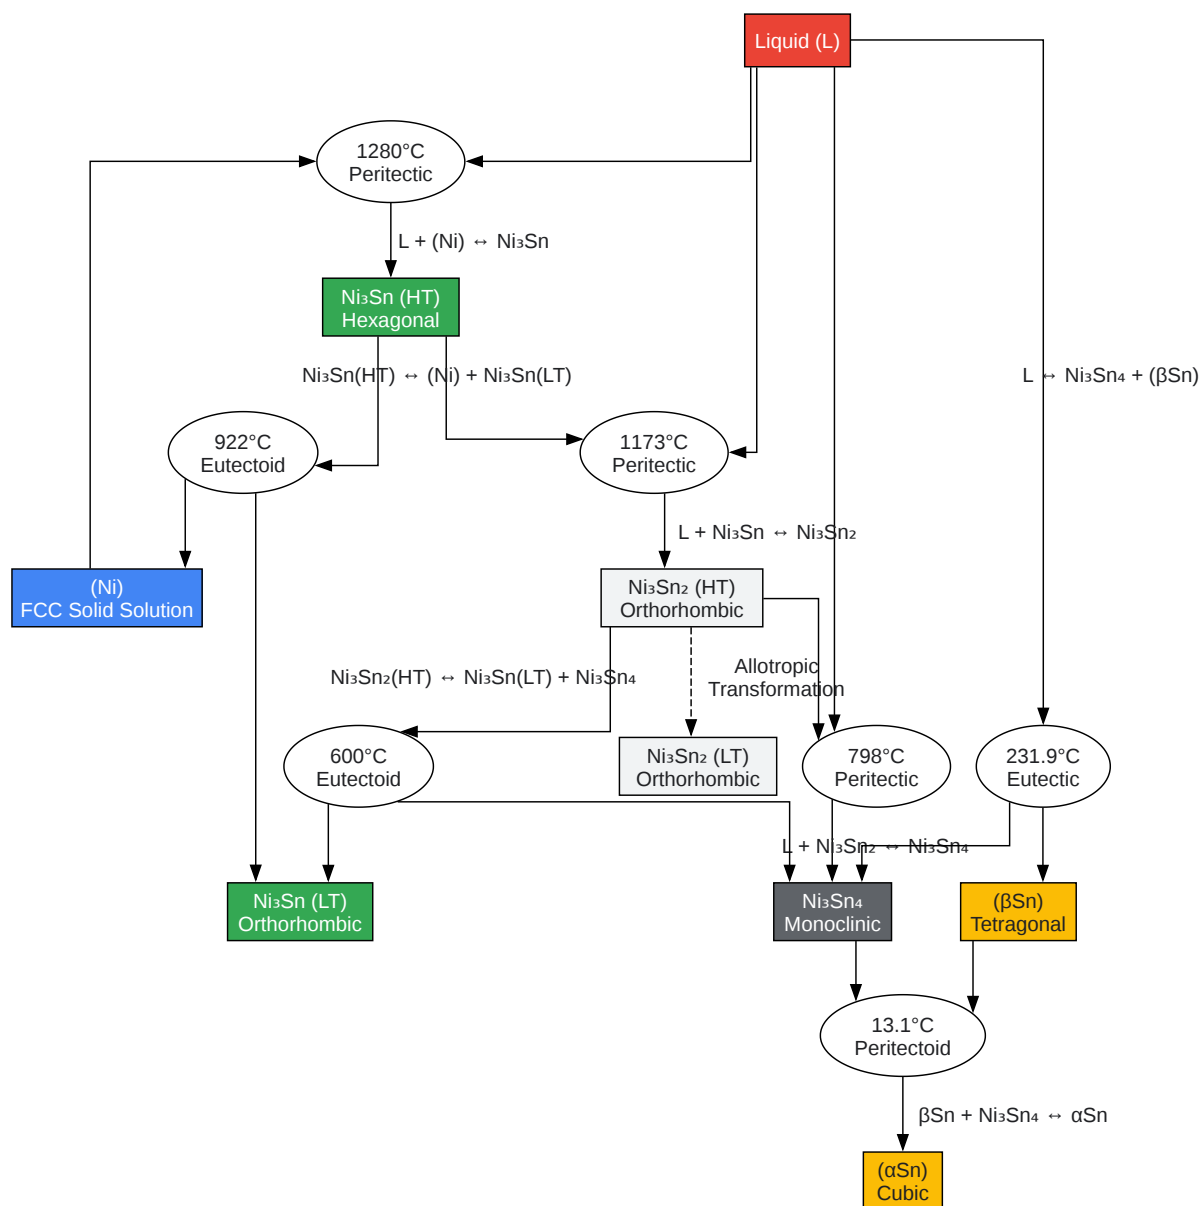 Liquid (L)
1280°C
Peritectic
L + (Ni) ↔ Ni₃Sn
Ni₃Sn (HT)
Hexagonal
Ni₃Sn(HT) ↔ (Ni) + Ni₃Sn(LT)
L ↔ Ni₃Sn₄ + (βSn)
922°C
Eutectoid
1173°C
Peritectic
L + Ni₃Sn ↔ Ni₃Sn₂
(Ni)
FCC Solid Solution
Ni₃Sn₂ (HT)
Orthorhombic
Ni₃Sn₂(HT) ↔ Ni₃Sn(LT) + Ni₃Sn₄
Allotropic
Transformation
600°C
Eutectoid
Ni₃Sn₂ (LT)
Orthorhombic
798°C
Peritectic
231.9°C
Eutectic
L + Ni₃Sn₂ ↔ Ni₃Sn₄
Ni₃Sn (LT)
Orthorhombic
Ni₃Sn₄
Monoclinic
(βSn)
Tetragonal
13.1°C
Peritectoid
βSn + Ni₃Sn₄ ↔ αSn
(αSn)
Cubic